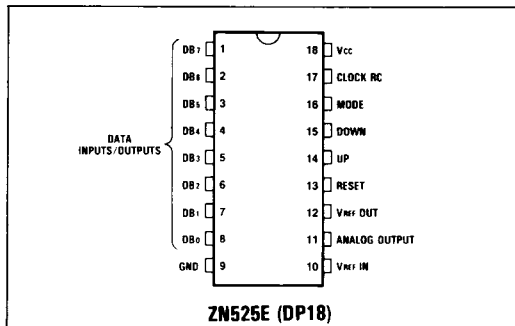 DB7 1 18 VCC
DB6 2 17 CLOCK RC
DB5 3 16 MODE
DB4 4 15 DOWN
DATA
INPUTS/OUTPUTS
DB3 5 14 UP
DB2 6 13 RESET
DB1 7 12 VREF OUT
DB0 8 11 ANALOG OUTPUT
GND 9 10 VREF IN
ZN525E (DP18)